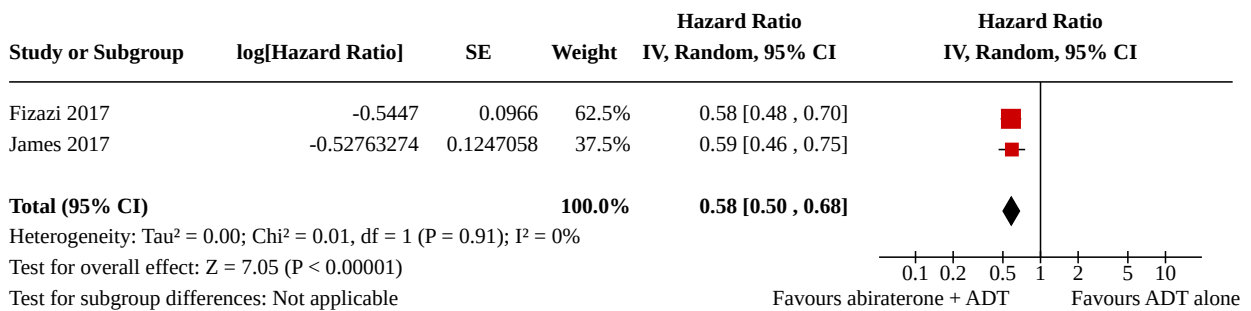 Hazard Ratio Hazard Ratio
Study or Subgroup log[Hazard Ratio] SE Weight IV, Random, 95% CI IV, Random, 95% CI
Fizazi 2017 -0.5447 0.0966 62.5% 0.58 [0.48 , 0.70]
James 2017 -0.52763274 0.1247058 37.5% 0.59 [0.46 , 0.75]
Total (95% CI) 100.0% 0.58 [0.50 , 0.68]
Heterogeneity: Tau² = 0.00; Chi² = 0.01, df = 1 (P = 0.91); I² = 0%
Test for overall effect: Z = 7.05 (P < 0.00001)
0.1 0.2 0.5 1 2 5 10
Test for subgroup differences: Not applicable Favours abiraterone + ADT Favours ADT alone